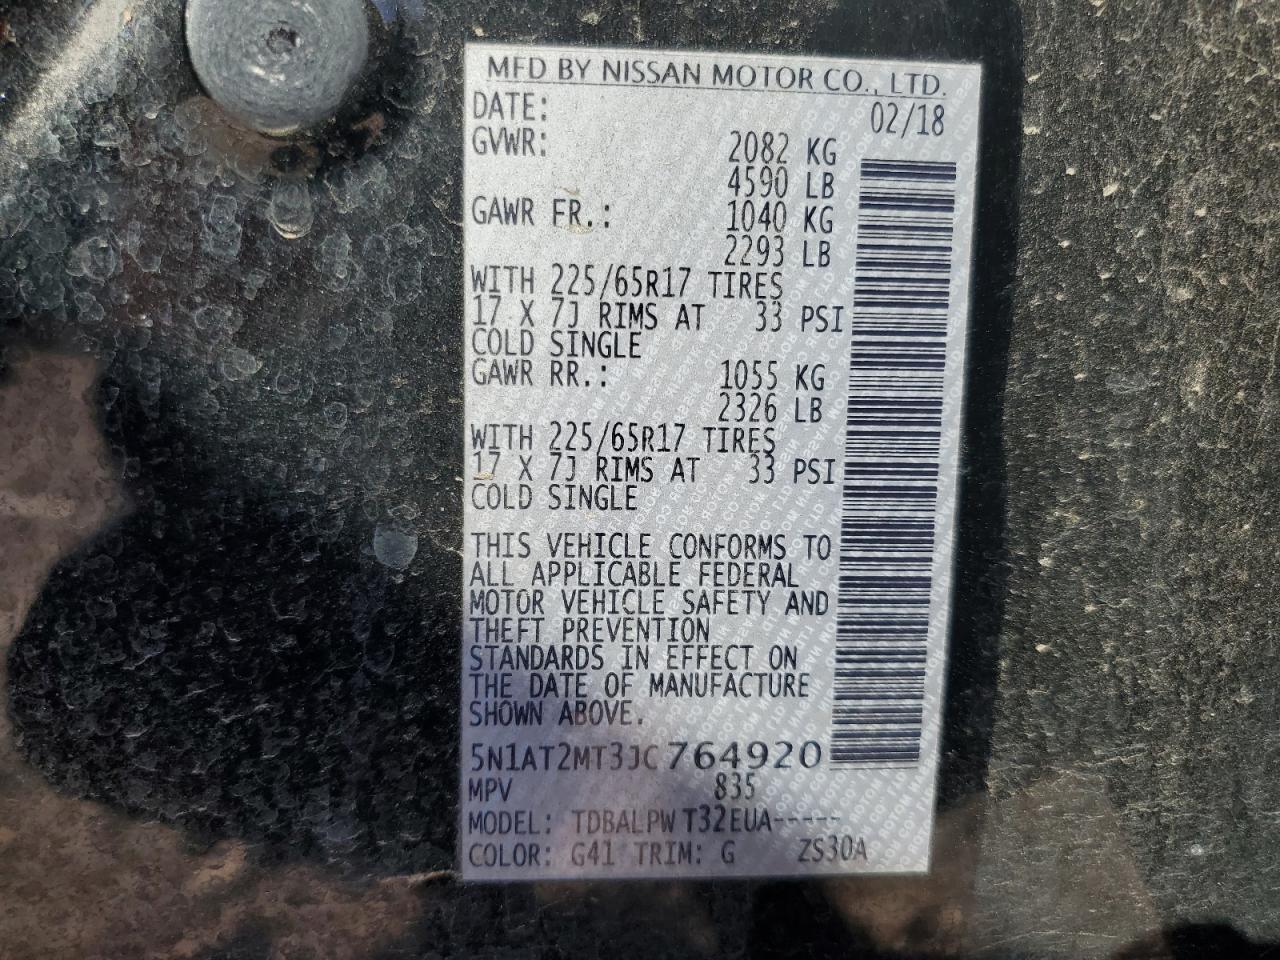 MFD BY NISSAN MOTOR CO., LTD.
DATE: 02/18
GVWR: 2082 KG
4590 LB
GAWR FR.: 1040 KG
2293 LB
WITH 225/65R17 TIRES
17 X 7J RIMS AT 33 PSI
COLD SINGLE
GAWR RR.: 1055 KG
2326 LB
WITH 225/65R17 TIRES
17 X 7J RIMS AT 33 PSI
COLD SINGLE
THIS VEHICLE CONFORMS TO
ALL APPLICABLE FEDERAL
MOTOR VEHICLE SAFETY AND
THEFT PREVENTION
STANDARDS IN EFFECT ON
THE DATE OF MANUFACTURE
SHOWN ABOVE.
5N1AT2MT3JC764920
MPV 835
MODEL: TDBALPW T32EUA-----
COLOR: G41 TRIM: G ZS30A